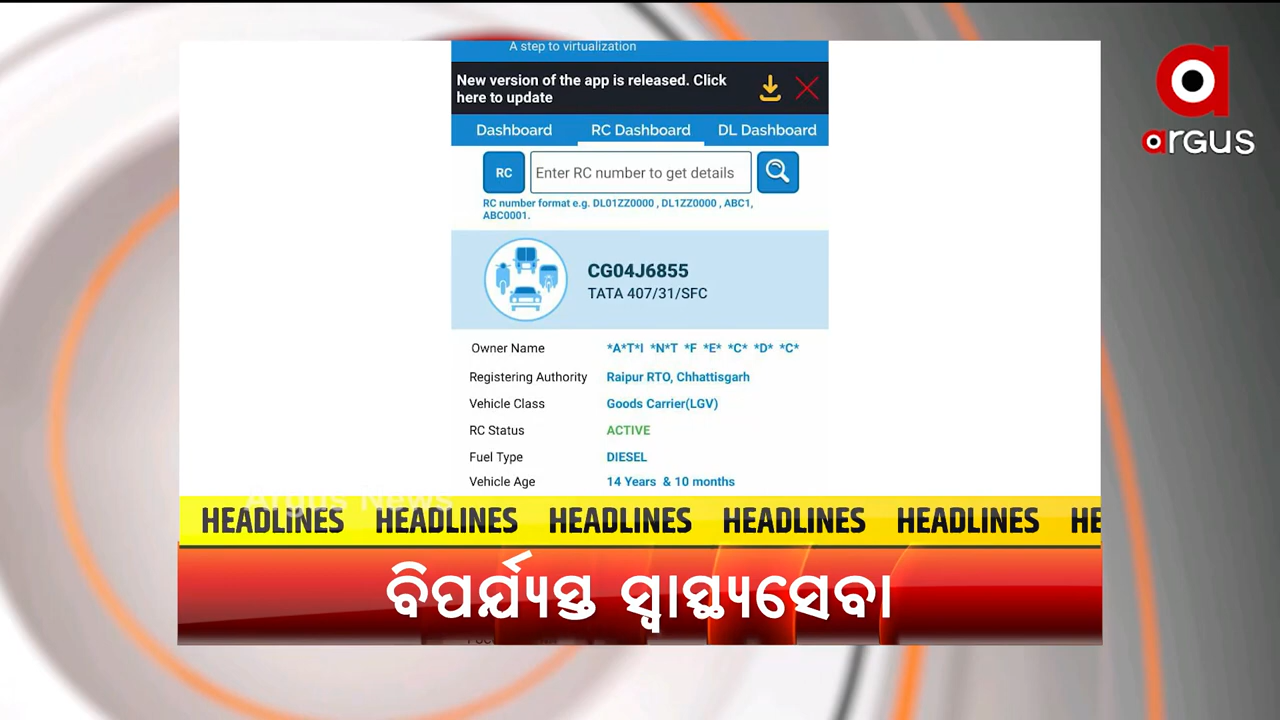 A step to virtualization
New version of the app is released. Click
here to update
Dashboard RC Dashboard DL Dashboard
RC Enter RC number to get details
RC number format e.g. DL01ZZ0000 , DL1ZZ0000 , ABC1,
ABC0001.
CG04J6855
TATA 407/31/SFC
Owner Name *A*T*I *N*T *F *E* *C* *D* *C*
Registering Authority Raipur RTO, Chhattisgarh
Vehicle Class Goods Carrier(LGV)
RC Status ACTIVE
Fuel Type DIESEL
Vehicle Age 14 Years & 10 months
argus
Argus News
HEADLINES HEADLINES HEADLINES HEADLINES HEADLINES HE
ବିପର୍ଯ୍ୟସ୍ତ ସ୍ୱାସ୍ଥ୍ୟସେବା